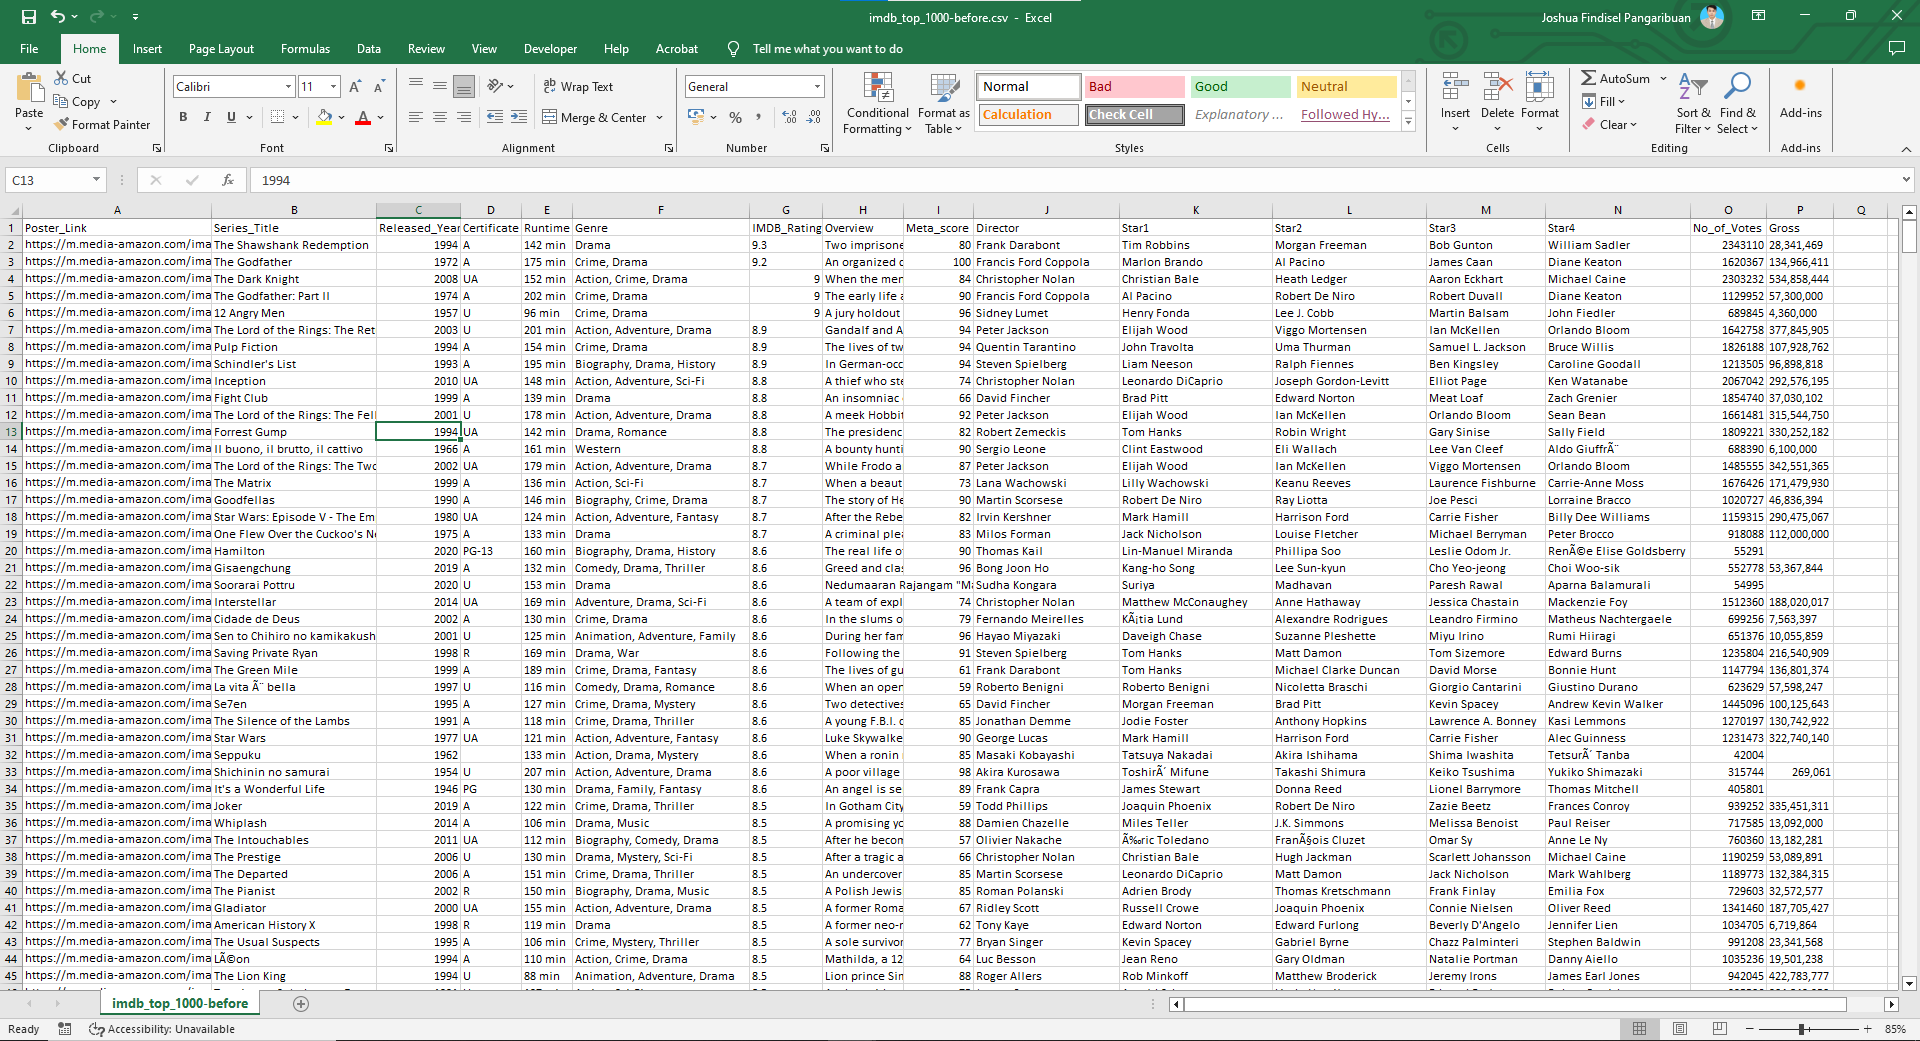 imdb_top_1000-before.csv - Excel
Joshua Findisel Pangaribuan
File Home Insert Page Layout Formulas Data Review View Developer Help Acrobat Tell me what you want to do
Paste Cut Copy Format Painter Clipboard
Calibri 11 B I U Font
Wrap Text Merge & Center Alignment
General % Number
Conditional Formatting Format as Table Normal Bad Good Neutral Calculation Check Cell Explanatory ... Followed Hy... Styles
Insert Delete Format Cells
AutoSum Fill Clear Sort & Filter Find & Select Editing
Add-ins Add-ins
C13 fx 1994
A B C D E F G H I J K L M N O P Q
1 Poster_Link Series_Title Released_Year Certificate Runtime Genre IMDB_Rating Overview Meta_score Director Star1 Star2 Star3 Star4 No_of_Votes Gross
2 https://m.media-amazon.com/ima The Shawshank Redemption 1994 A 142 min Drama 9.3 Two imprisone 80 Frank Darabont Tim Robbins Morgan Freeman Bob Gunton William Sadler 2343110 28,341,469
3 https://m.media-amazon.com/ima The Godfather 1972 A 175 min Crime, Drama 9.2 An organized c 100 Francis Ford Coppola Marlon Brando Al Pacino James Caan Diane Keaton 1620367 134,966,411
4 https://m.media-amazon.com/ima The Dark Knight 2008 UA 152 min Action, Crime, Drama 9 When the men 84 Christopher Nolan Christian Bale Heath Ledger Aaron Eckhart Michael Caine 2303232 534,858,444
5 https://m.media-amazon.com/ima The Godfather: Part II 1974 A 202 min Crime, Drama 9 The early life a 90 Francis Ford Coppola Al Pacino Robert De Niro Robert Duvall Diane Keaton 1129952 57,300,000
6 https://m.media-amazon.com/ima 12 Angry Men 1957 U 96 min Crime, Drama 9 A jury holdout 96 Sidney Lumet Henry Fonda Lee J. Cobb Martin Balsam John Fiedler 689845 4,360,000
7 https://m.media-amazon.com/ima The Lord of the Rings: The Ret 2003 U 201 min Action, Adventure, Drama 8.9 Gandalf and A 94 Peter Jackson Elijah Wood Viggo Mortensen Ian McKellen Orlando Bloom 1642758 377,845,905
8 https://m.media-amazon.com/ima Pulp Fiction 1994 A 154 min Crime, Drama 8.9 The lives of tw 94 Quentin Tarantino John Travolta Uma Thurman Samuel L. Jackson Bruce Willis 1826188 107,928,762
9 https://m.media-amazon.com/ima Schindler's List 1993 A 195 min Biography, Drama, History 8.9 In German-occ 94 Steven Spielberg Liam Neeson Ralph Fiennes Ben Kingsley Caroline Goodall 1213505 96,898,818
10 https://m.media-amazon.com/ima Inception 2010 UA 148 min Action, Adventure, Sci-Fi 8.8 A thief who ste 74 Christopher Nolan Leonardo DiCaprio Joseph Gordon-Levitt Elliot Page Ken Watanabe 2067042 292,576,195
11 https://m.media-amazon.com/ima Fight Club 1999 A 139 min Drama 8.8 An insomniac 66 David Fincher Brad Pitt Edward Norton Meat Loaf Zach Grenier 1854740 37,030,102
12 https://m.media-amazon.com/ima The Lord of the Rings: The Fel 2001 U 178 min Action, Adventure, Drama 8.8 A meek Hobbit 92 Peter Jackson Elijah Wood Ian McKellen Orlando Bloom Sean Bean 1661481 315,544,750
13 https://m.media-amazon.com/ima Forrest Gump 1994 UA 142 min Drama, Romance 8.8 The presidenc 82 Robert Zemeckis Tom Hanks Robin Wright Gary Sinise Sally Field 1809221 330,252,182
14 https://m.media-amazon.com/ima Il buono, il brutto, il cattivo 1966 A 161 min Western 8.8 A bounty hunti 90 Sergio Leone Clint Eastwood Eli Wallach Lee Van Cleef Aldo GiuffrÃ¨ 688390 6,100,000
15 https://m.media-amazon.com/ima The Lord of the Rings: The Two 2002 UA 179 min Action, Adventure, Drama 8.7 While Frodo a 87 Peter Jackson Elijah Wood Ian McKellen Viggo Mortensen Orlando Bloom 1485555 342,551,365
16 https://m.media-amazon.com/ima The Matrix 1999 A 136 min Action, Sci-Fi 8.7 When a beaut 73 Lana Wachowski Lilly Wachowski Keanu Reeves Laurence Fishburne Carrie-Anne Moss 1676426 171,479,930
17 https://m.media-amazon.com/ima Goodfellas 1990 A 146 min Biography, Crime, Drama 8.7 The story of He 90 Martin Scorsese Robert De Niro Ray Liotta Joe Pesci Lorraine Bracco 1020727 46,836,394
18 https://m.media-amazon.com/ima Star Wars: Episode V - The Em 1980 UA 124 min Action, Adventure, Fantasy 8.7 After the Rebe 82 Irvin Kershner Mark Hamill Harrison Ford Carrie Fisher Billy Dee Williams 1159315 290,475,067
19 https://m.media-amazon.com/ima One Flew Over the Cuckoo's Ne 1975 A 133 min Drama 8.7 A criminal plea 83 Milos Forman Jack Nicholson Louise Fletcher Michael Berryman Peter Brocco 918088 112,000,000
20 https://m.media-amazon.com/ima Hamilton 2020 PG-13 160 min Biography, Drama, History 8.6 The real life o 90 Thomas Kail Lin-Manuel Miranda Phillipa Soo Leslie Odom Jr. RenÃ©e Elise Goldsberry 55291
21 https://m.media-amazon.com/ima Gisaengchung 2019 A 132 min Comedy, Drama, Thriller 8.6 Greed and clas 96 Bong Joon Ho Kang-ho Song Lee Sun-kyun Cho Yeo-jeong Choi Woo-sik 552778 53,367,844
22 https://m.media-amazon.com/ima Soorarai Pottru 2020 U 153 min Drama 8.6 Nedumaaran Rajangam "Ma Sudha Kongara Suriya Madhavan Paresh Rawal Aparna Balamurali 54995
23 https://m.media-amazon.com/ima Interstellar 2014 UA 169 min Adventure, Drama, Sci-Fi 8.6 A team of expl 74 Christopher Nolan Matthew McConaughey Anne Hathaway Jessica Chastain Mackenzie Foy 1512360 188,020,017
24 https://m.media-amazon.com/ima Cidade de Deus 2002 A 130 min Crime, Drama 8.6 In the slums o 79 Fernando Meirelles KÃ¡tia Lund Alexandre Rodrigues Leandro Firmino Matheus Nachtergaele 699256 7,563,397
25 https://m.media-amazon.com/ima Sen to Chihiro no kamikakush 2001 U 125 min Animation, Adventure, Family 8.6 During her fam 96 Hayao Miyazaki Daveigh Chase Suzanne Pleshette Miyu Irino Rumi Hiiragi 651376 10,055,859
26 https://m.media-amazon.com/ima Saving Private Ryan 1998 R 169 min Drama, War 8.6 Following the 91 Steven Spielberg Tom Hanks Matt Damon Tom Sizemore Edward Burns 1235804 216,540,909
27 https://m.media-amazon.com/ima The Green Mile 1999 A 189 min Crime, Drama, Fantasy 8.6 The lives of gu 61 Frank Darabont Tom Hanks Michael Clarke Duncan David Morse Bonnie Hunt 1147794 136,801,374
28 https://m.media-amazon.com/ima La vita Ã¨ bella 1997 U 116 min Comedy, Drama, Romance 8.6 When an open 59 Roberto Benigni Roberto Benigni Nicoletta Braschi Giorgio Cantarini Giustino Durano 623629 57,598,247
29 https://m.media-amazon.com/ima Se7en 1995 A 127 min Crime, Drama, Mystery 8.6 Two detectives 65 David Fincher Morgan Freeman Brad Pitt Kevin Spacey Andrew Kevin Walker 1445096 100,125,643
30 https://m.media-amazon.com/ima The Silence of the Lambs 1991 A 118 min Crime, Drama, Thriller 8.6 A young F.B.I. c 85 Jonathan Demme Jodie Foster Anthony Hopkins Lawrence A. Bonney Kasi Lemmons 1270197 130,742,922
31 https://m.media-amazon.com/ima Star Wars 1977 UA 121 min Action, Adventure, Fantasy 8.6 Luke Skywalke 90 George Lucas Mark Hamill Harrison Ford Carrie Fisher Alec Guinness 1231473 322,740,140
32 https://m.media-amazon.com/ima Seppuku 1962 133 min Action, Drama, Mystery 8.6 When a ronin 85 Masaki Kobayashi Tatsuya Nakadai Akira Ishihama Shima Iwashita TetsurÃ´ Tanba 42004
33 https://m.media-amazon.com/ima Shichinin no samurai 1954 U 207 min Action, Adventure, Drama 8.6 A poor village 98 Akira Kurosawa ToshirÃ´ Mifune Takashi Shimura Keiko Tsushima Yukiko Shimazaki 315744 269,061
34 https://m.media-amazon.com/ima It's a Wonderful Life 1946 PG 130 min Drama, Family, Fantasy 8.6 An angel is se 89 Frank Capra James Stewart Donna Reed Lionel Barrymore Thomas Mitchell 405801
35 https://m.media-amazon.com/ima Joker 2019 A 122 min Crime, Drama, Thriller 8.5 In Gotham City 59 Todd Phillips Joaquin Phoenix Robert De Niro Zazie Beetz Frances Conroy 939252 335,451,311
36 https://m.media-amazon.com/ima Whiplash 2014 A 106 min Drama, Music 8.5 A promising yo 88 Damien Chazelle Miles Teller J.K. Simmons Melissa Benoist Paul Reiser 717585 13,092,000
37 https://m.media-amazon.com/ima The Intouchables 2011 UA 112 min Biography, Comedy, Drama 8.5 After he becom 57 Olivier Nakache Ã‰ric Toledano FranÃ§ois Cluzet Omar Sy Anne Le Ny 760360 13,182,281
38 https://m.media-amazon.com/ima The Prestige 2006 U 130 min Drama, Mystery, Sci-Fi 8.5 After a tragic a 66 Christopher Nolan Christian Bale Hugh Jackman Scarlett Johansson Michael Caine 1190259 53,089,891
39 https://m.media-amazon.com/ima The Departed 2006 A 151 min Crime, Drama, Thriller 8.5 An undercover 85 Martin Scorsese Leonardo DiCaprio Matt Damon Jack Nicholson Mark Wahlberg 1189773 132,384,315
40 https://m.media-amazon.com/ima The Pianist 2002 R 150 min Biography, Drama, Music 8.5 A Polish Jewis 85 Roman Polanski Adrien Brody Thomas Kretschmann Frank Finlay Emilia Fox 729603 32,572,577
41 https://m.media-amazon.com/ima Gladiator 2000 UA 155 min Action, Adventure, Drama 8.5 A former Roma 67 Ridley Scott Russell Crowe Joaquin Phoenix Connie Nielsen Oliver Reed 1341460 187,705,427
42 https://m.media-amazon.com/ima American History X 1998 R 119 min Drama 8.5 A former neo-r 62 Tony Kaye Edward Norton Edward Furlong Beverly D'Angelo Jennifer Lien 1034705 6,719,864
43 https://m.media-amazon.com/ima The Usual Suspects 1995 A 106 min Crime, Mystery, Thriller 8.5 A sole survivor 77 Bryan Singer Kevin Spacey Gabriel Byrne Chazz Palminteri Stephen Baldwin 991208 23,341,568
44 https://m.media-amazon.com/ima LÃ©on 1994 A 110 min Action, Crime, Drama 8.5 Mathilda, a 12 64 Luc Besson Jean Reno Gary Oldman Natalie Portman Danny Aiello 1035236 19,501,238
45 https://m.media-amazon.com/ima The Lion King 1994 U 88 min Animation, Adventure, Drama 8.5 Lion prince Sin 88 Roger Allers Rob Minkoff Matthew Broderick Jeremy Irons James Earl Jones 942045 422,783,777
imdb_top_1000-before
Ready Accessibility: Unavailable 85%